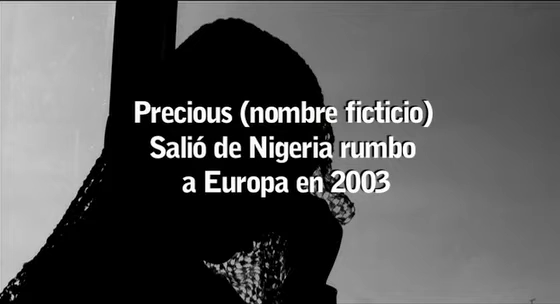 Precious (nombre ficticio)
Salió de Nigeria rumbo
a Europa en 2003